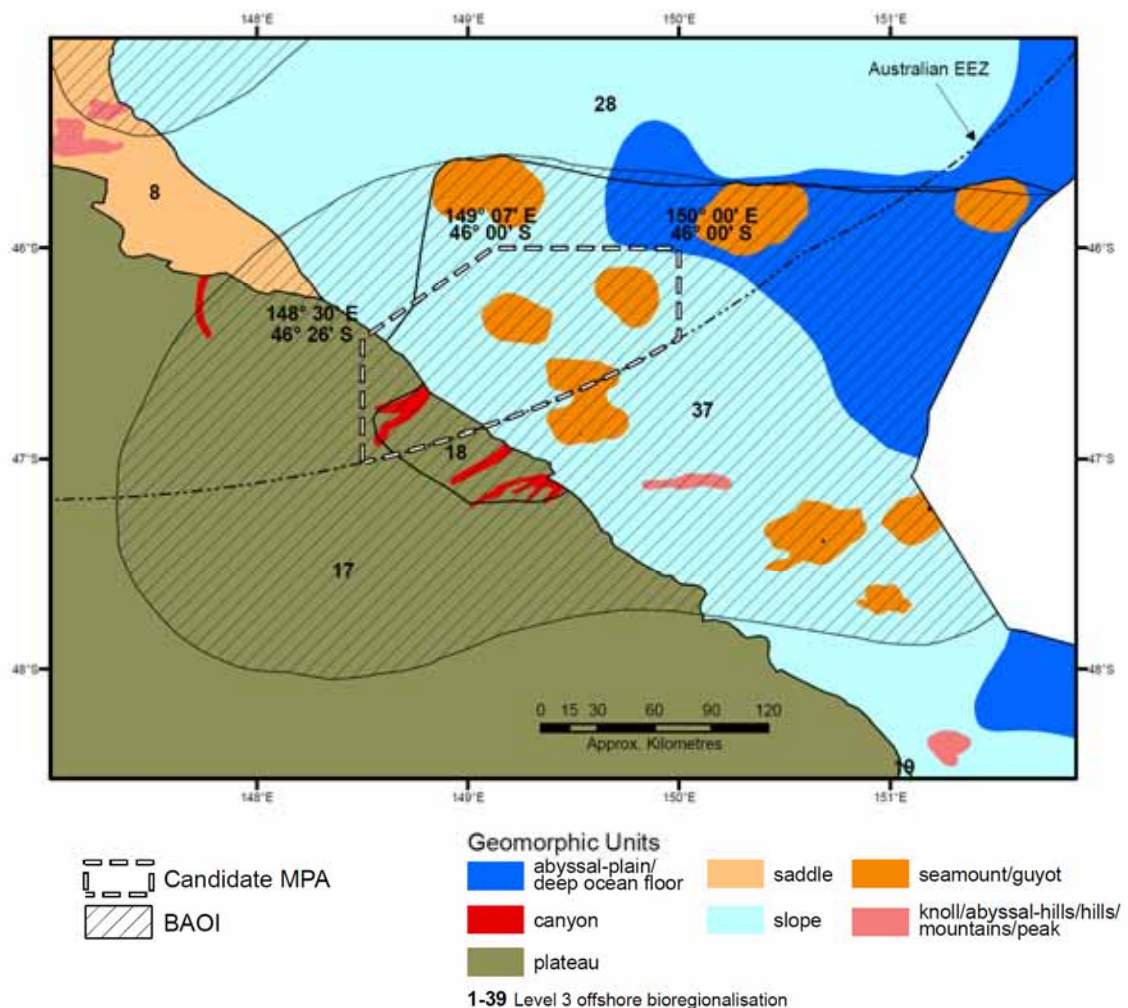 148°E
149°E
150°E
151°E
Australian EEZ
28
8
149° 07' E
46° 00' S
150° 00' E
46° 00' S
46°S
46°S
148° 30' E
46° 26' S
37
18
47°S
47°S
17
48°S
48°S
0 15 30 60 90 120
Approx. Kilometres
19
148°E
149°E
150°E
151°E
Candidate MPA
BAOI
Geomorphic Units
abyssal-plain/
deep ocean floor
canyon
plateau
saddle
slope
seamount/guyot
knoll/abyssal-hills/hills/
mountains/peak
1-39 Level 3 offshore bioregionalisation